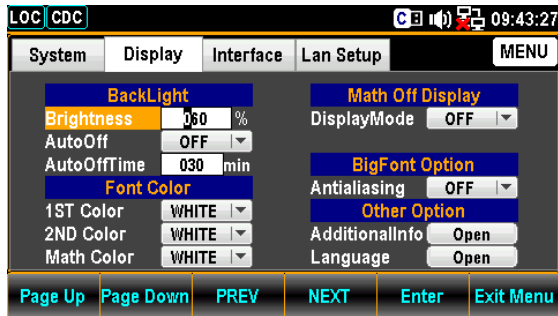 LOC CDC C 09:43:27
System Display Interface Lan Setup MENU
BackLight
Brightness 060 %
AutoOff OFF
AutoOffTime 030 min
Font Color
1ST Color WHITE
2ND Color WHITE
Math Color WHITE
Math Off Display
DisplayMode OFF
BigFont Option
Antialiasing OFF
Other Option
AdditionalInfo Open
Language Open
Page Up Page Down PREV NEXT Enter Exit Menu